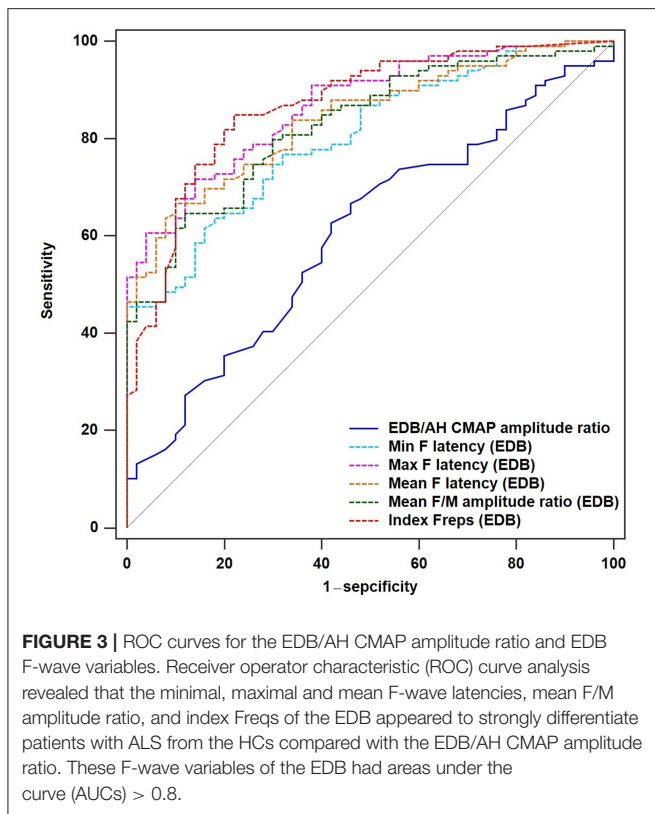 100
80
60
40
20
0
Sensitivity
EDB/AH CMAP amplitude ratio
Min F latency (EDB)
Max F latency (EDB)
Mean F latency (EDB)
Mean F/M amplitude ratio (EDB)
Index Freps (EDB)
0 20 40 60 80 100
1–sepcificity
FIGURE 3 | ROC curves for the EDB/AH CMAP amplitude ratio and EDB
F-wave variables. Receiver operator characteristic (ROC) curve analysis
revealed that the minimal, maximal and mean F-wave latencies, mean F/M
amplitude ratio, and index Freqs of the EDB appeared to strongly differentiate
patients with ALS from the HCs compared with the EDB/AH CMAP amplitude
ratio. These F-wave variables of the EDB had areas under the
curve (AUCs) > 0.8.